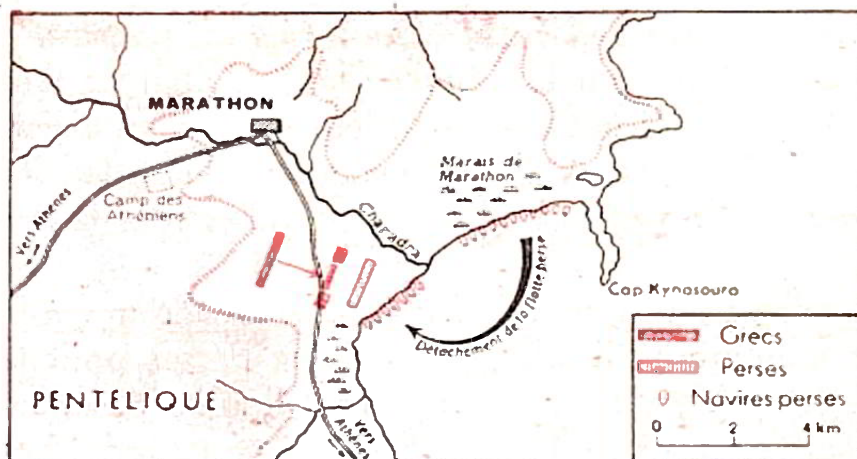 MARATHON
Marais de
Marathon
Camp des
Athéniens
Vers Athènes
Charadra
Cap Kynosoura
Détachement de la flotte perse
PENTELIQUE
Vers
Athènes
Grecs
Perses
Navires perses
0 2 4 km